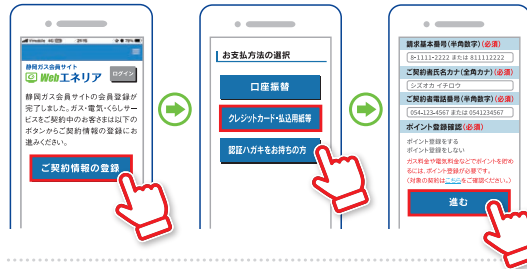 静岡ガス会員サイト
Webエネリア
ログイン
静岡ガス会員サイトの会員登録が
完了しました。ガス・電気・くらしサー
ビスをご契約中のお客さまは以下の
ボタンからご契約情報の登録にお
進みください。
ご契約情報の登録
お支払方法の選択
口座振替
クレジットカード・払込用紙等
認証ハガキをお持ちの方
請求基本番号(半角数字)(必須)
8-1111-2222 または 811112222
ご契約者氏名カナ(全角カナ)(必須)
シズオカ イチロウ
ご契約者電話番号(半角数字)(必須)
054-123-4567 または 0541234567
ポイント登録確認(必須)
ポイント登録をする
ポイント登録をしない
ガス料金や電気料金などでポイントを貯め
るには、ポイント登録が必要です。
(対象の契約はこちらをご確認ください。)
進む